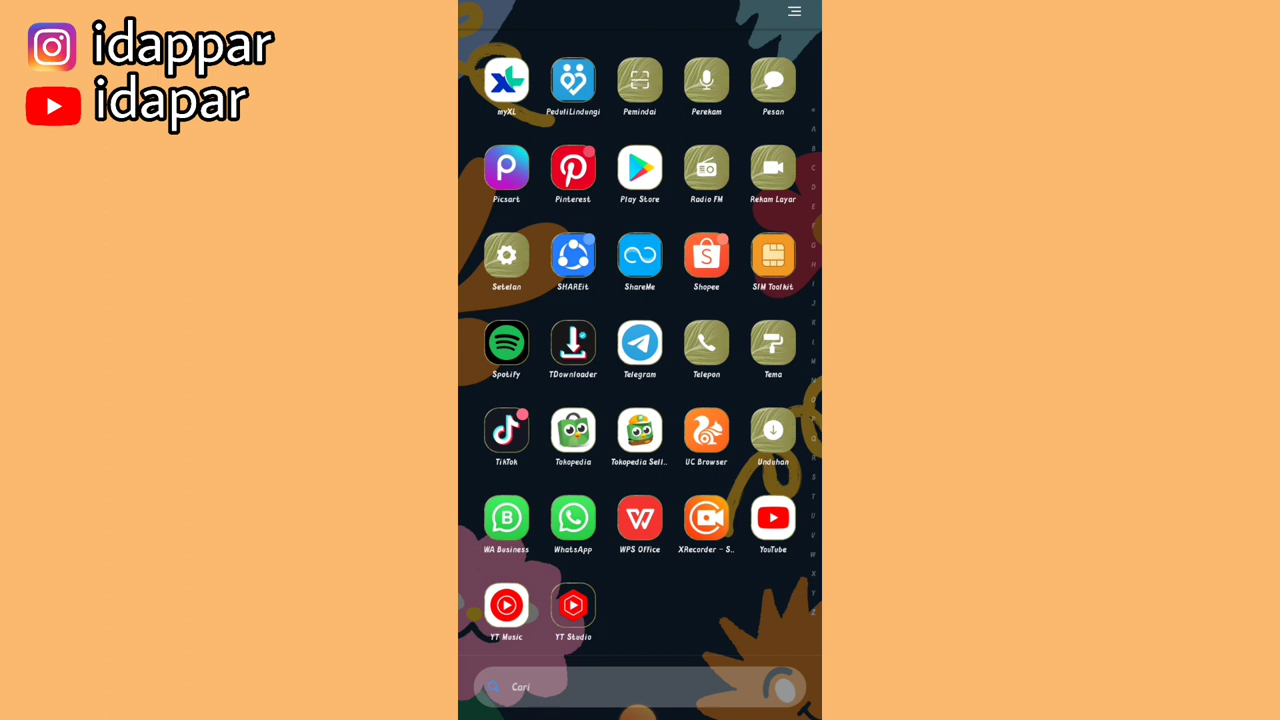 idappar
idapar
myXL PeduliLindungi Pemindai Perekam Pesan
Picsart Pinterest Play Store Radio FM Rekam Layar
Setelan SHAREit ShareMe Shopee SIM Toolkit
Spotify TDownloader Telegram Telepon Tema
TikTok Tokopedia Tokopedia Sell.. UC Browser Unduhan
WA Business WhatsApp WPS Office XRecorder - S.. YouTube
YT Music YT Studio
Cari